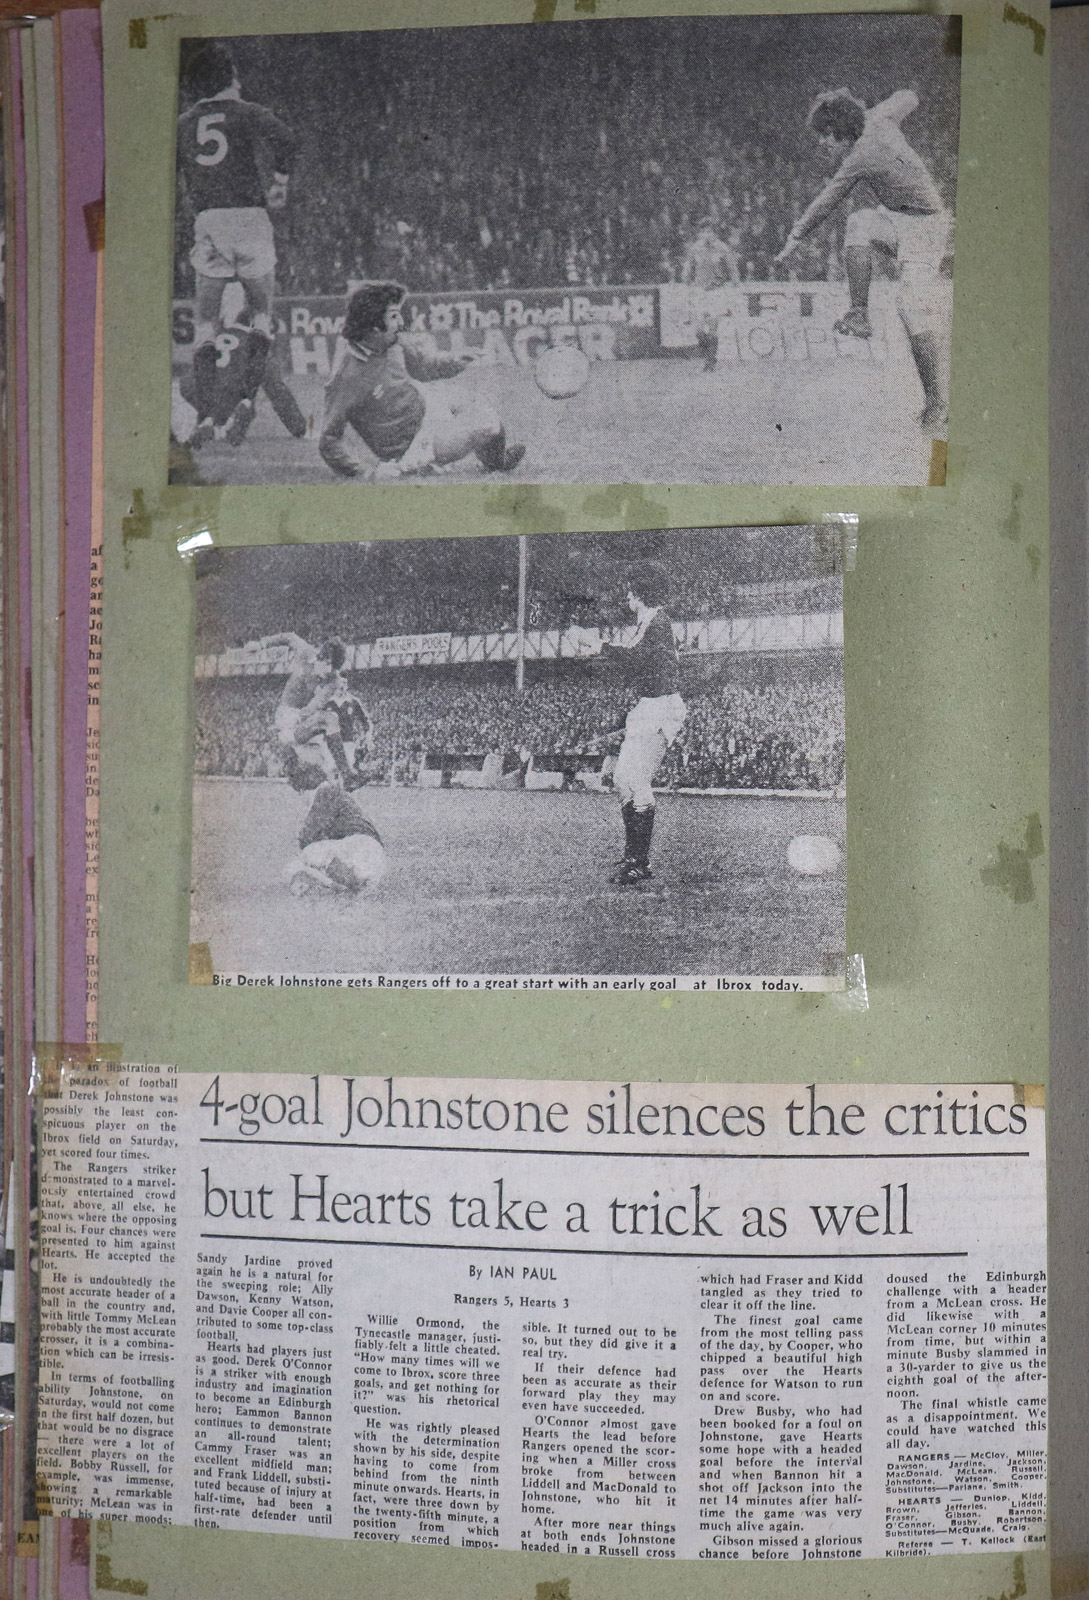 5
8
The Royal Bank
LAGER
RANGERS POOLS
Big Derek Johnstone gets Rangers off to a great start with an early goal at Ibrox today.
4-goal Johnstone silences the critics
but Hearts take a trick as well
an illustration of
paradox of football
Derek Johnstone was
possibly the least con-
spicuous player on the
Ibrox field on Saturday,
yet scored four times.
The Rangers striker
demonstrated to a marvel-
ously entertained crowd
that, above all else, he
knows where the opposing
goal is. Four chances were
presented to him against
Hearts. He accepted the
lot.
He is undoubtedly the
most accurate header of a
ball in the country and,
with little Tommy McLean
probably the most accurate
crosser, it is a combina-
tion which can be irresis-
tible.
In terms of footballing
ability Johnstone, on
Saturday, would not come
in the first half dozen, but
that would be no disgrace
— there were a lot of
excellent players on the
field. Bobby Russell, for
example, was immense,
showing a remarkable
maturity; McLean was in
one of his super moods;
Sandy Jardine proved
again he is a natural for
the sweeping role; Ally
Dawson, Kenny Watson,
and Davie Cooper all con-
tributed to some top-class
football.
Hearts had players just
as good. Derek O'Connor
is a striker with enough
industry and imagination
to become an Edinburgh
hero; Eammon Bannon
continues to demonstrate
an all-round talent;
Cammy Fraser was an
excellent midfield man;
and Frank Liddell, substi-
tuted because of injury at
half-time, had been a
first-rate defender until
then.
By IAN PAUL
Rangers 5, Hearts 3
Willie Ormond, the
Tynecastle manager, justi-
fiably felt a little cheated.
"How many times will we
come to Ibrox, score three
goals, and get nothing for
it?" was his rhetorical
question.
He was rightly pleased
with the determination
shown by his side, despite
having to come from
behind from the ninth
minute onwards. Hearts, in
fact, were three down by
the twenty-fifth minute, a
position from which
recovery seemed impos-
sible. It turned out to be
so, but they did give it a
real try.
If their defence had
been as accurate as their
forward play they may
even have succeeded.
O'Connor almost gave
Hearts the lead before
Rangers opened the scor-
ing when a Miller cross
broke from between
Liddell and MacDonald to
Johnstone, who hit it
home.
After more near things
at both ends Johnstone
headed in a Russell cross
which had Fraser and Kidd
tangled as they tried to
clear it off the line.
The finest goal came
from the most telling pass
of the day, by Cooper, who
chipped a beautiful high
pass over the Hearts
defence for Watson to run
on and score.
Drew Busby, who had
been booked for a foul on
Johnstone, gave Hearts
some hope with a headed
goal before the interval
and when Bannon hit a
shot off Jackson into the
net 14 minutes after half-
time the game was very
much alive again.
Gibson missed a glorious
chance before Johnstone
doused the Edinburgh
challenge with a header
from a McLean cross. He
did likewise with a
McLean corner 10 minutes
from time, but within a
minute Busby slammed in
a 30-yarder to give us the
eighth goal of the after-
noon.
The final whistle came
as a disappointment. We
could have watched this
all day.
RANGERS — McCloy, Miller,
Dawson, Jardine, Jackson,
MacDonald, McLean, Russell,
Johnstone, Watson, Cooper.
Substitutes—Parlane, Smith.
HEARTS — Dunlop, Kidd,
Brown, Jefferies, Liddell,
Fraser, Gibson, Bannon,
O'Connor, Busby, Robertson.
Substitutes—McQuade, Craig.
Referee — T. Kellock (East
Kilbride).